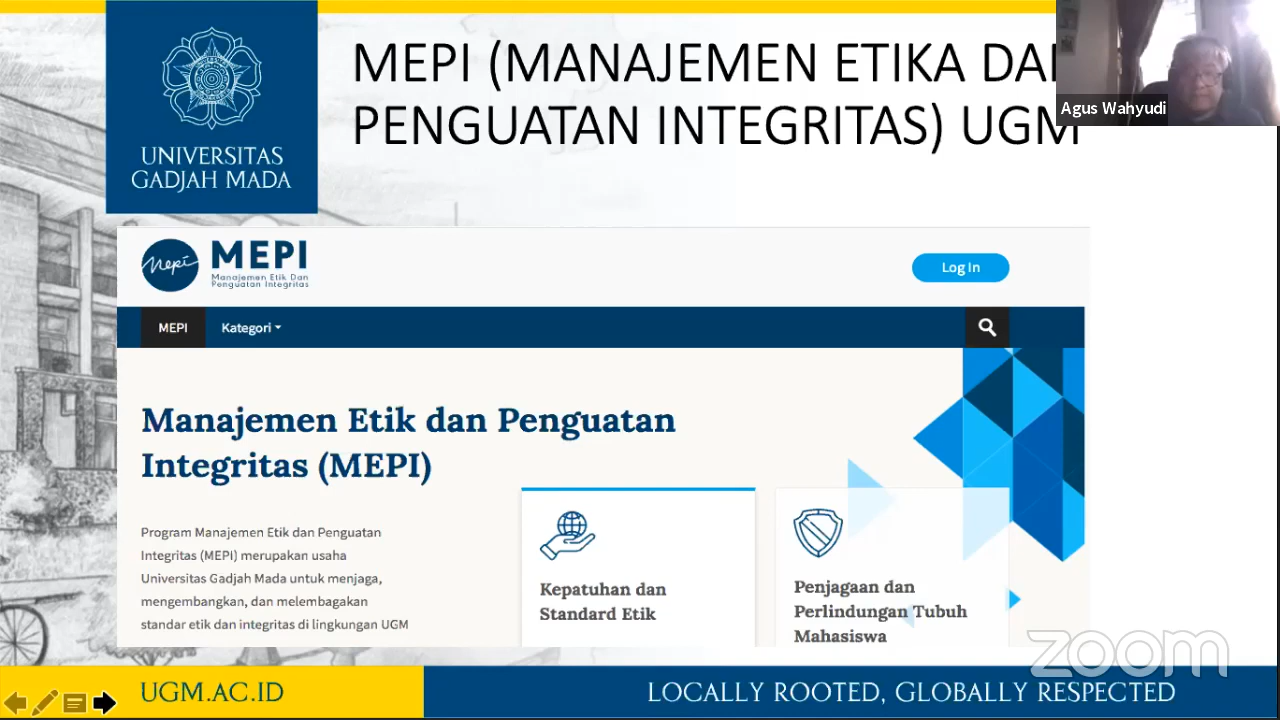 MEPI (MANAJEMEN ETIKA DA
PENGUATAN INTEGRITAS) UGM
Agus Wahyudi
UNIVERSITAS
GADJAH MADA
mepi
MEPI
Manajemen Etik Dan
Penguatan Integritas
Log In
MEPI
Kategori
Manajemen Etik dan Penguatan
Integritas (MEPI)
Program Manajemen Etik dan Penguatan
Integritas (MEPI) merupakan usaha
Universitas Gadjah Mada untuk menjaga,
mengembangkan, dan melembagakan
standar etik dan integritas di lingkungan UGM
Kepatuhan dan
Standard Etik
Penjagaan dan
Perlindungan Tubuh
Mahasiswa
zoom
UGM.AC.ID
LOCALLY ROOTED, GLOBALLY RESPECTED